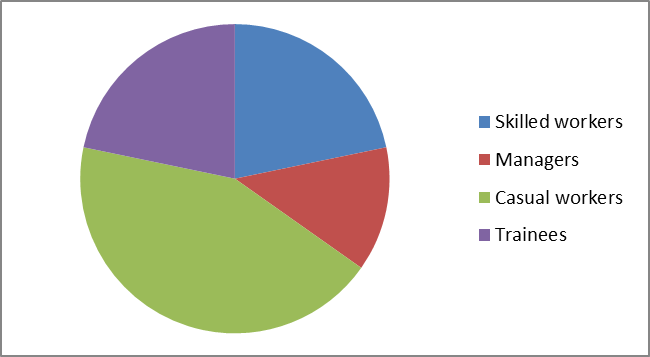 Skilled workers
Managers
Casual workers
Trainees